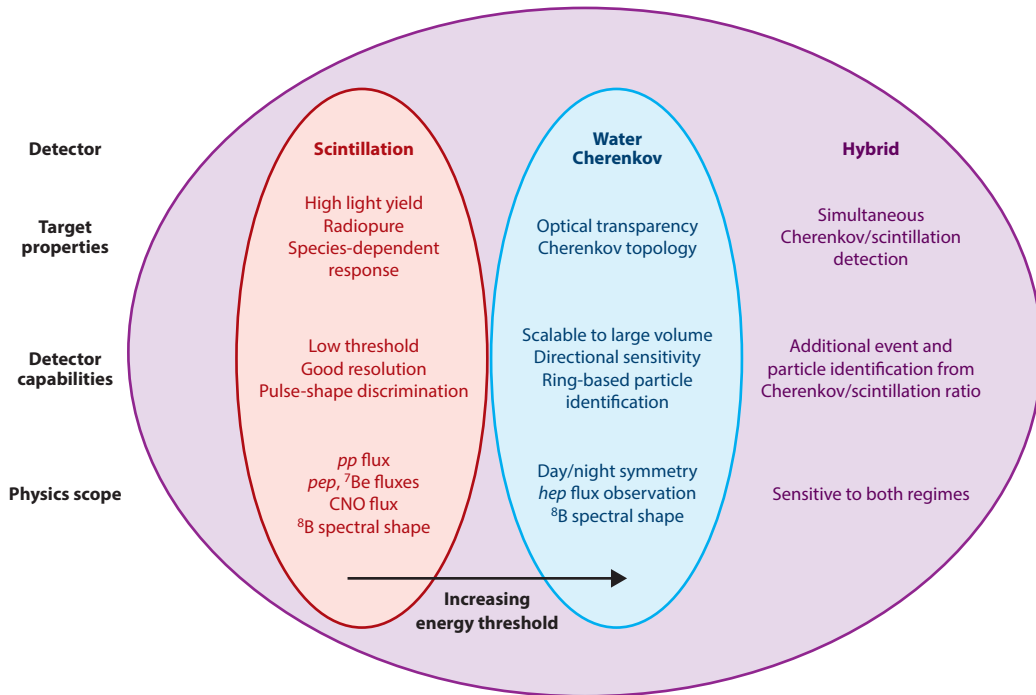 Detector
Scintillation
Water
Cherenkov
Hybrid
Target
properties
High light yield
Radiopure
Species-dependent
response
Optical transparency
Cherenkov topology
Simultaneous
Cherenkov/scintillation
detection
Detector
capabilities
Low threshold
Good resolution
Pulse-shape discrimination
Scalable to large volume
Directional sensitivity
Ring-based particle
identification
Additional event and
particle identification from
Cherenkov/scintillation ratio
Physics scope
pp flux
pep, ⁷Be fluxes
CNO flux
⁸B spectral shape
Day/night symmetry
hep flux observation
⁸B spectral shape
Sensitive to both regimes
Increasing
energy threshold